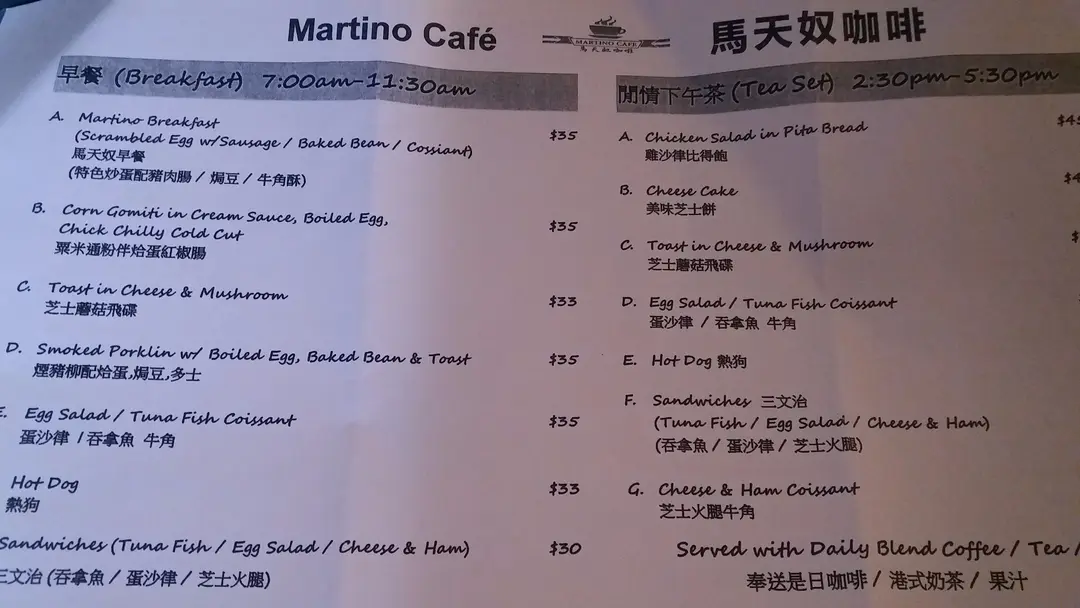 Martino Café
MARTINO CAFE
馬天奴咖啡
馬天奴咖啡
早餐 (Breakfast) 7:00am-11:30am
A. Martino Breakfast
(Scrambled Egg w/Sausage / Baked Bean / Cossiant) $35
馬天奴早餐
(特色炒蛋配豬肉腸 / 焗豆 / 牛角酥)
B. Corn Gomiti in Cream Sauce, Boiled Egg,
Chick Chilly Cold Cut $35
粟米通粉伴烚蛋紅椒腸
C. Toast in Cheese & Mushroom $33
芝士蘑菇飛碟
D. Smoked Porklin w/ Boiled Egg, Baked Bean & Toast $35
煙豬柳配烚蛋,焗豆,多士
E. Egg Salad / Tuna Fish Coissant $35
蛋沙律 / 吞拿魚 牛角
Hot Dog $33
熱狗
Sandwiches (Tuna Fish / Egg Salad / Cheese & Ham) $30
三文治 (吞拿魚 / 蛋沙律 / 芝士火腿)
閒情下午茶 (Tea Set) 2:30pm-5:30pm
A. Chicken Salad in Pita Bread
雞沙律比得飽
B. Cheese Cake
美味芝士餅
C. Toast in Cheese & Mushroom
芝士蘑菇飛碟
D. Egg Salad / Tuna Fish Coissant
蛋沙律 / 吞拿魚 牛角
E. Hot Dog 熱狗
F. Sandwiches 三文治
(Tuna Fish / Egg Salad / Cheese & Ham)
(吞拿魚 / 蛋沙律 / 芝士火腿)
G. Cheese & Ham Coissant
芝士火腿牛角
Served with Daily Blend Coffee / Tea /
奉送是日咖啡 / 港式奶茶 / 果汁